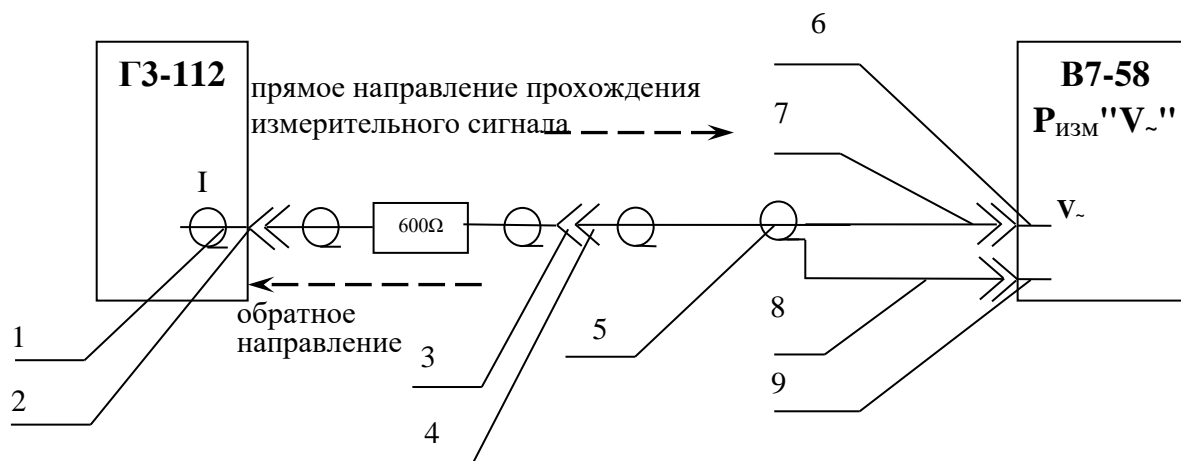 6
Г3-112
В7-58
Pизм"V~"
прямое направление прохождения
измерительного сигнала
7
I
V~
600Ω
обратное
направление
1
2
3
4
5
8
9